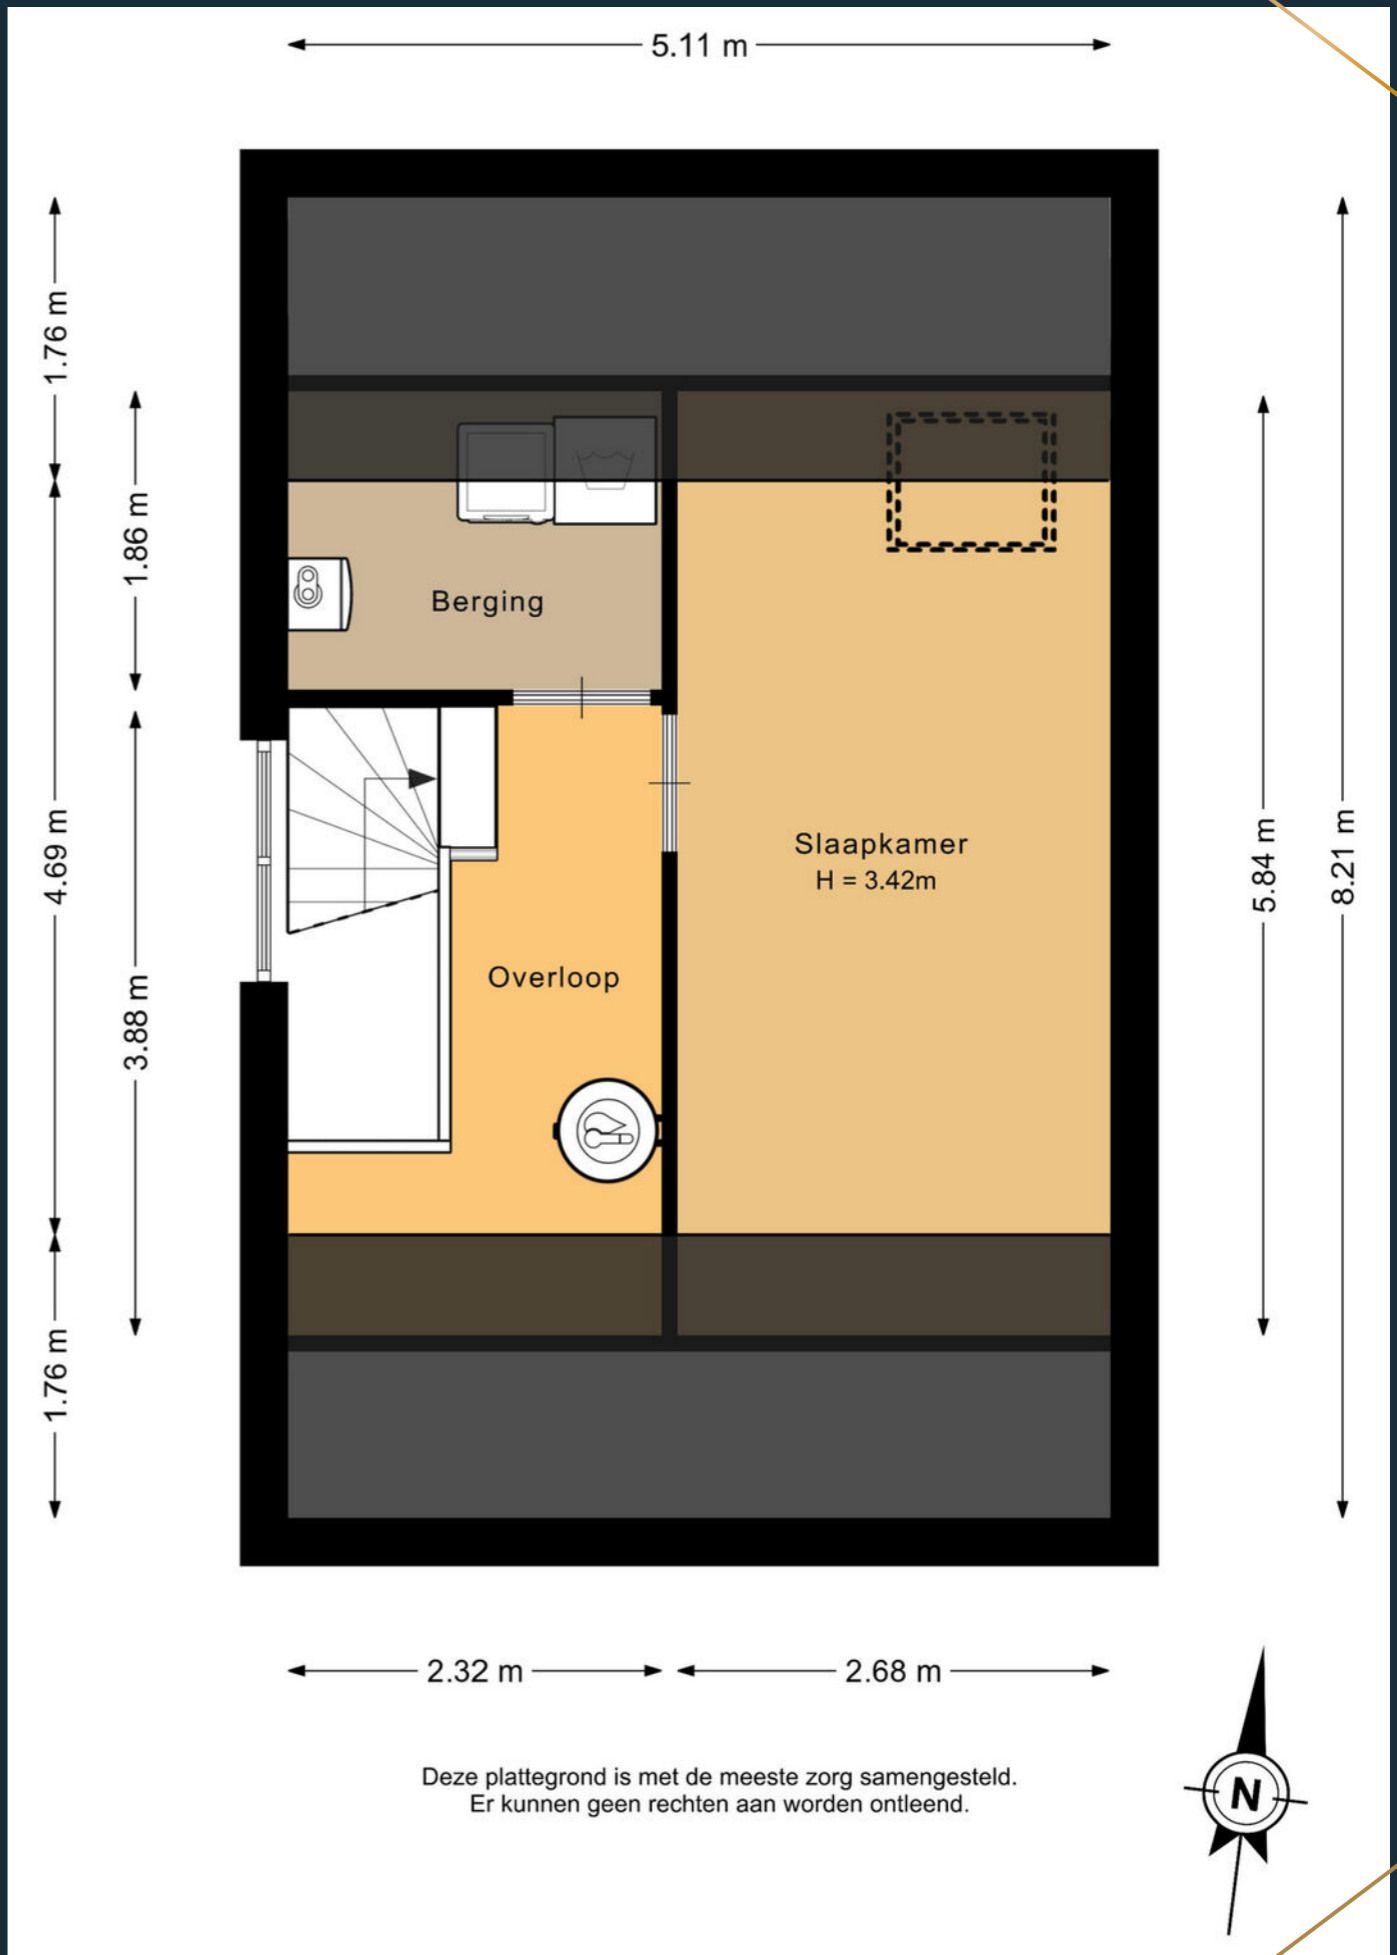 5.11 m
1.76 m
1.86 m
Berging
4.69 m
Slaapkamer
H = 3.42m
5.84 m
8.21 m
Overloop
3.88 m
1.76 m
2.32 m
2.68 m
Deze plattegrond is met de meeste zorg samengesteld.
Er kunnen geen rechten aan worden ontleend.
N